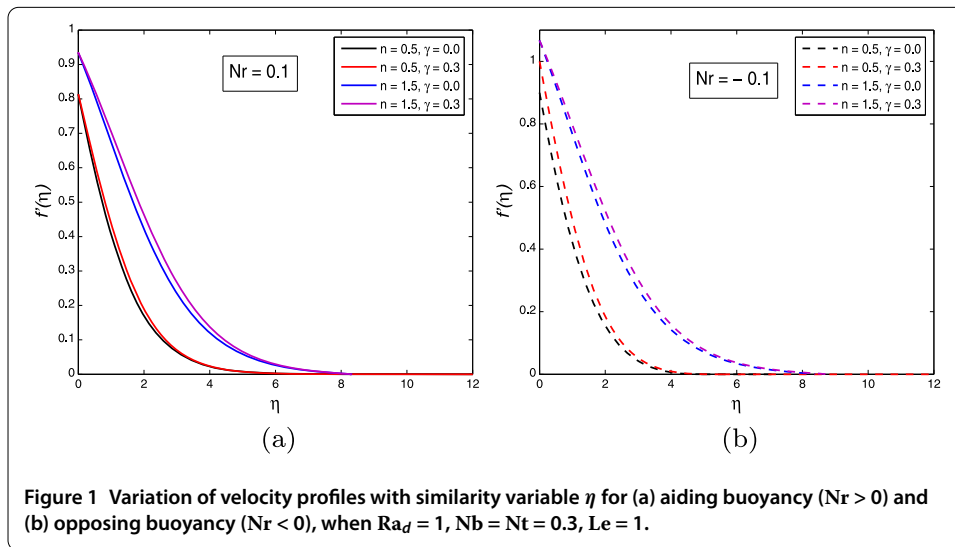 1
0.9
0.8
0.7
0.6
0.5
0.4
0.3
0.2
0.1
0
f′(η)
Nr = 0.1
n = 0.5, γ = 0.0
n = 0.5, γ = 0.3
n = 1.5, γ = 0.0
n = 1.5, γ = 0.3
0 2 4 6 8 10 12
η
(a)
1
0.8
0.6
0.4
0.2
0
f′(η)
Nr = − 0.1
n = 0.5, γ = 0.0
n = 0.5, γ = 0.3
n = 1.5, γ = 0.0
n = 1.5, γ = 0.3
0 2 4 6 8 10 12
η
(b)
Figure 1 Variation of velocity profiles with similarity variable η for (a) aiding buoyancy (Nr > 0) and
(b) opposing buoyancy (Nr < 0), when Ra_d = 1, Nb = Nt = 0.3, Le = 1.